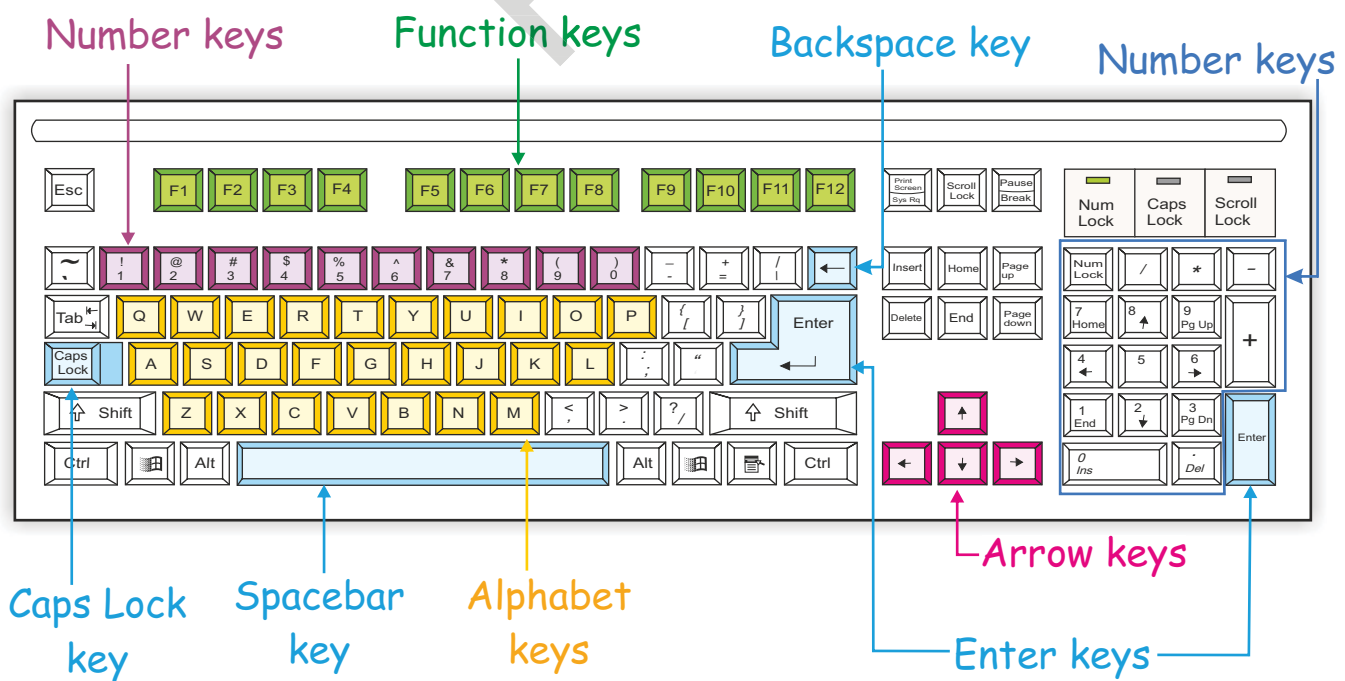 Number keys
Function keys
Backspace key
Number keys
Esc F1 F2 F3 F4 F5 F6 F7 F8 F9 F10 F11 F12
Print Screen Sys Rq
Scroll Lock
Pause Break
Num Lock
Caps Lock
Scroll Lock
~ ` ! 1 @ 2 # 3 $ 4 % 5 ^ 6 & 7 * 8 ( 9 ) 0 _ - + = / | ←
Insert Home Page up
Num Lock / * -
Tab Q W E R T Y U I O P { [ } ] Enter
Delete End Page down
7 Home 8 ↑ 9 Pg Up +
Caps Lock A S D F G H J K L : ; “ '
4 ← 5 6 →
⇧ Shift Z X C V B N M < , > . ? / ⇧ Shift
↑
1 End 2 ↓ 3 Pg Dn Enter
Ctrl Alt Alt Ctrl
← ↓ →
0 Ins . Del
Arrow keys
Caps Lock key
Spacebar key
Alphabet keys
Enter keys